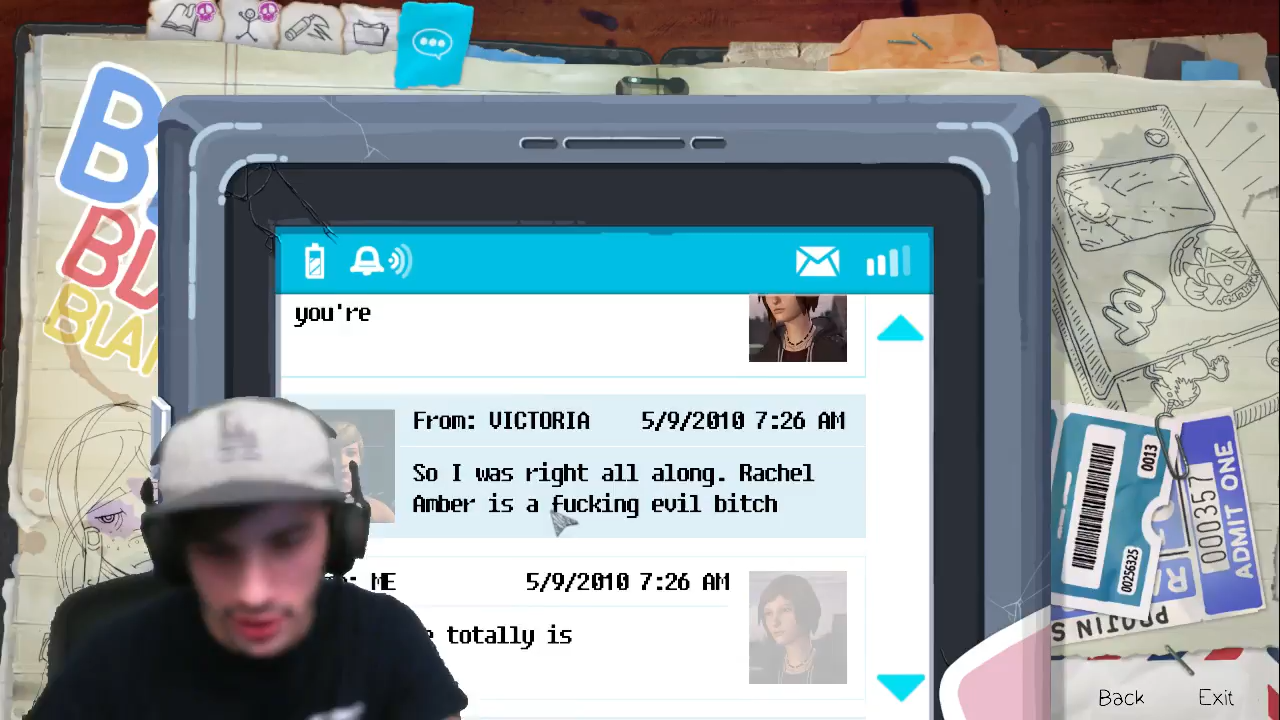 you're
From: VICTORIA 5/9/2010 7:26 AM
So I was right all along. Rachel
Amber is a fucking evil bitch
ME 5/9/2010 7:26 AM
totally is
0013
00256325
000357
ADMIT ONE
Back Exit